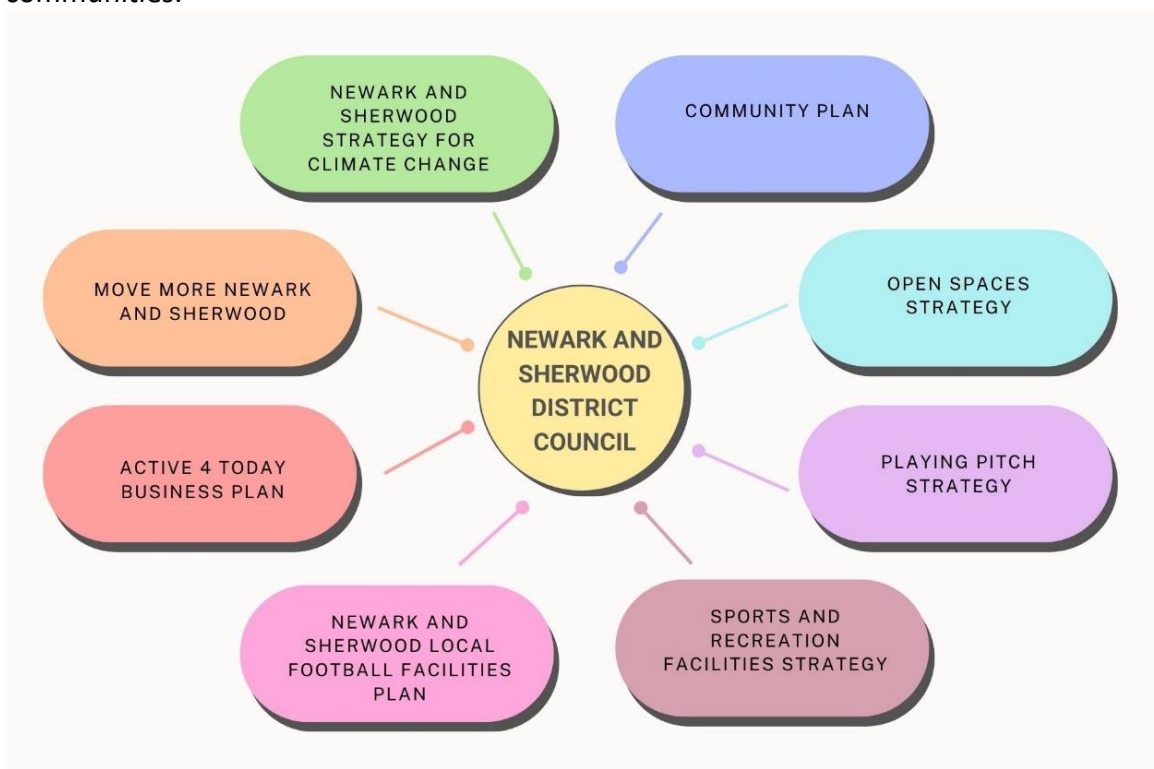 communities.
NEWARK AND
SHERWOOD
STRATEGY FOR
CLIMATE CHANGE
COMMUNITY PLAN
MOVE MORE NEWARK
AND SHERWOOD
OPEN SPACES
STRATEGY
NEWARK AND
SHERWOOD
DISTRICT
COUNCIL
ACTIVE 4 TODAY
BUSINESS PLAN
PLAYING PITCH
STRATEGY
NEWARK AND
SHERWOOD LOCAL
FOOTBALL FACILITIES
PLAN
SPORTS AND
RECREATION
FACILITIES STRATEGY